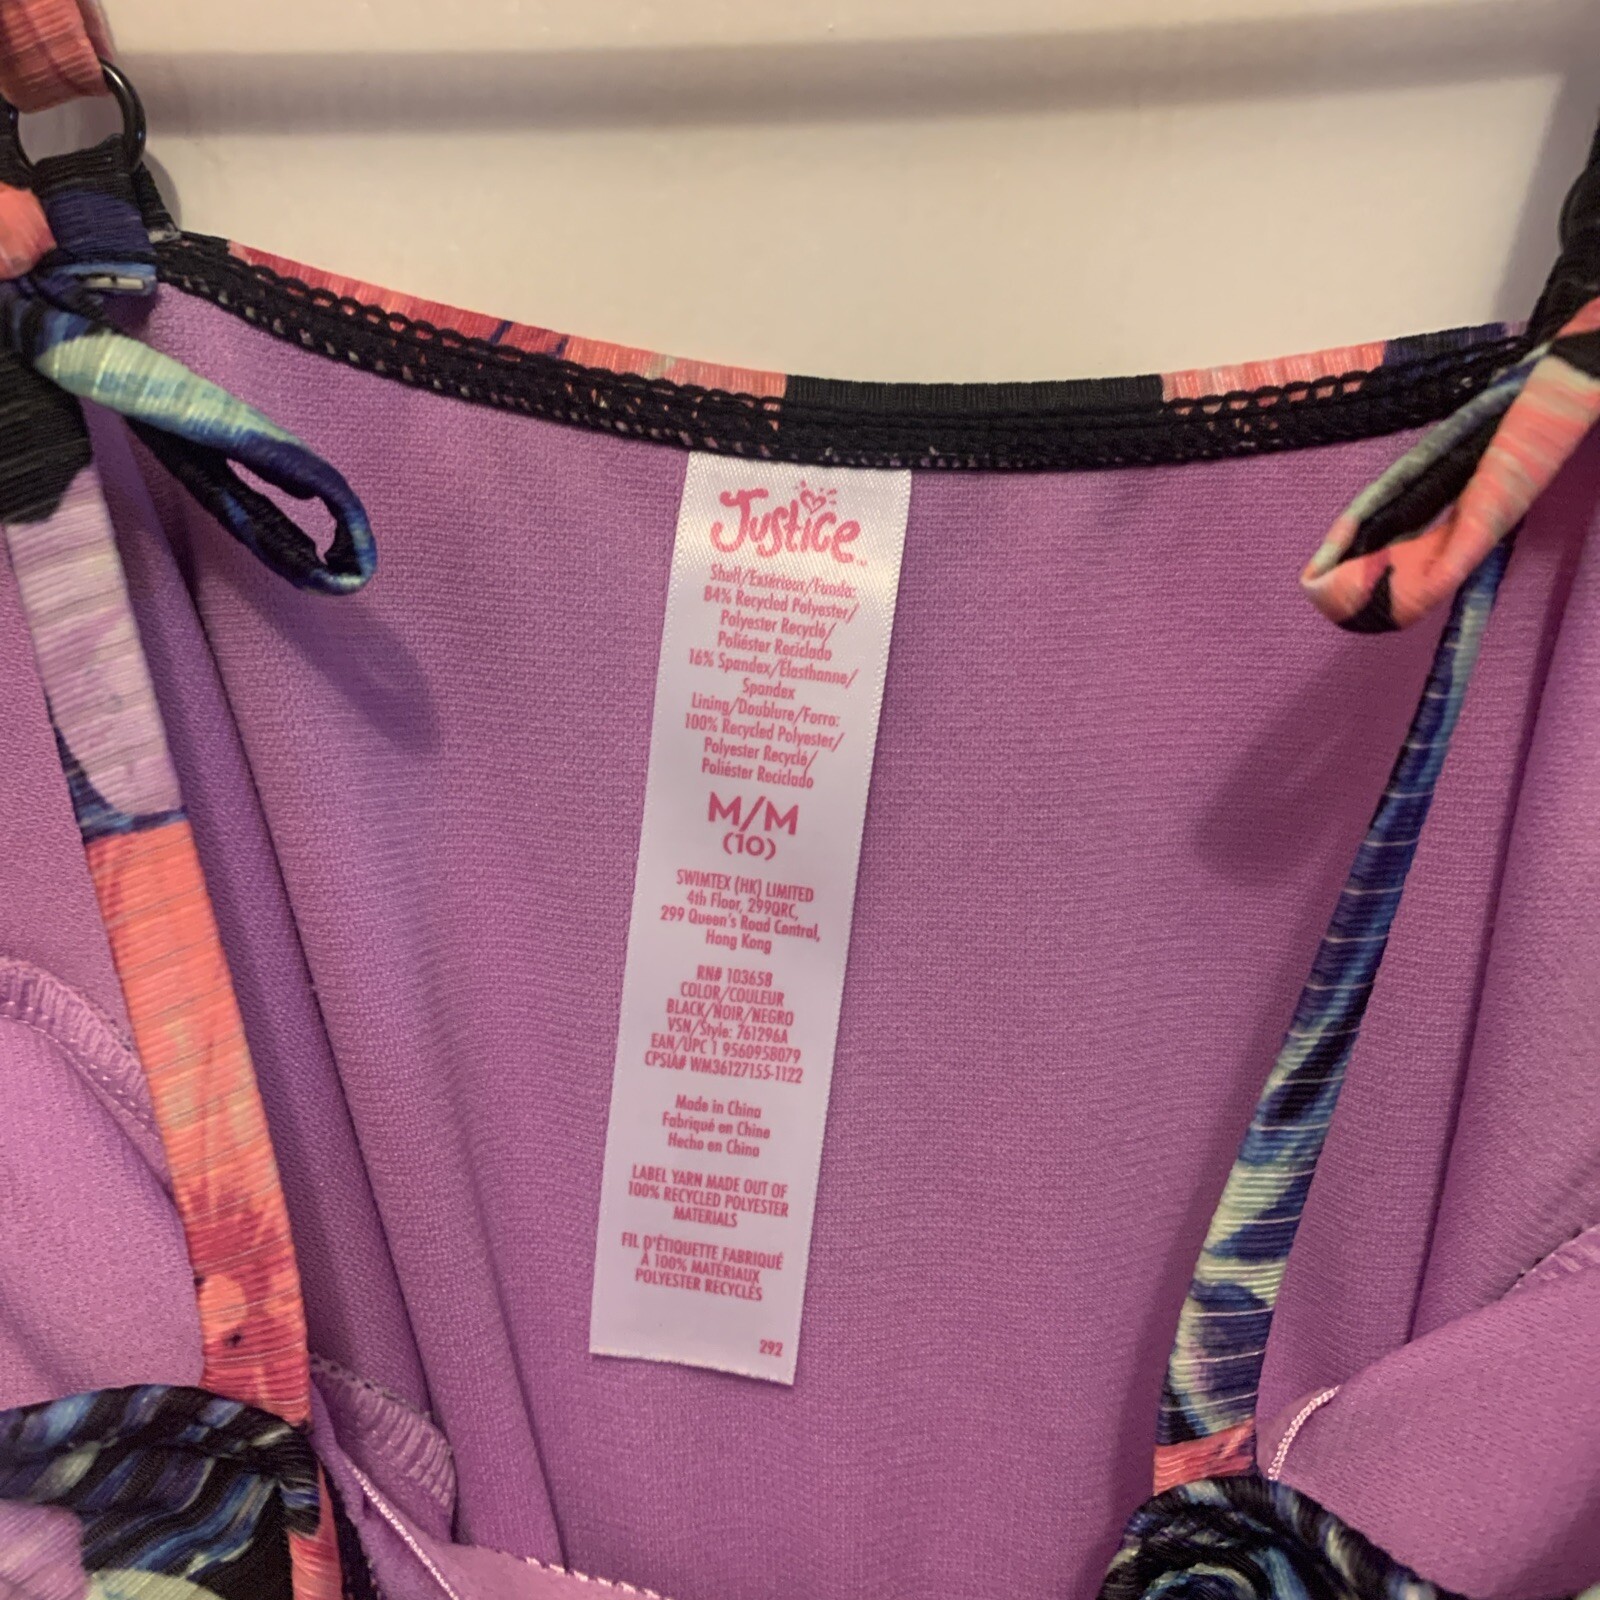 Justice
Shell/Extérieux/Funda:
84% Recycled Polyester/
Polyester Recyclé/
Poliéster Reciclado
16% Spandex/Élasthanne/
Spandex
Lining/Doublure/Forro:
100% Recycled Polyester/
Polyester Recyclé/
Poliéster Reciclado
M/M
(10)
SWIMTEX (HK) LIMITED
4th Floor, 299QRC,
299 Queen's Road Central,
Hong Kong
RN# 103658
COLOR/COULEUR
BLACK/NOIR/NEGRO
VSN/Style: 761296A
EAN/UPC 1 9560958079
CPSIA# WM36127155-1122
Made in China
Fabriqué en Chine
Hecho en China
LABEL YARN MADE OUT OF
100% RECYCLED POLYESTER
MATERIALS
FIL D'ÉTIQUETTE FABRIQUÉ
À 100% MATERIAUX
POLYESTER RECYCLÉS
292